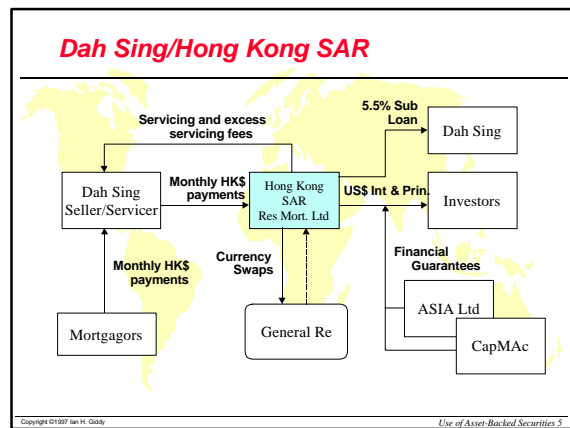 Dah Sing/Hong Kong SAR
5.5% Sub
Loan
Servicing and excess
servicing fees
Dah Sing
Monthly HK$
payments
Dah Sing
Seller/Servicer
Hong Kong
SAR
Res Mort. Ltd
US$ Int & Prin.
Investors
Monthly HK$
payments
Currency
Swaps
Financial
Guarantees
Mortgagors
General Re
ASIA Ltd
CapMAc
Copyright ©1997 Ian H. Giddy
Use of Asset-Backed Securities 5